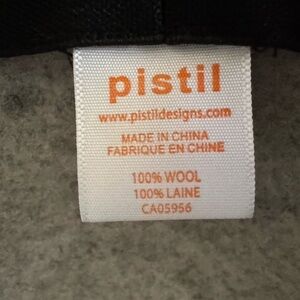 pistil
www.pistildesigns.com
MADE IN CHINA
FABRIQUE EN CHINE
100% WOOL
100% LAINE
CA05956